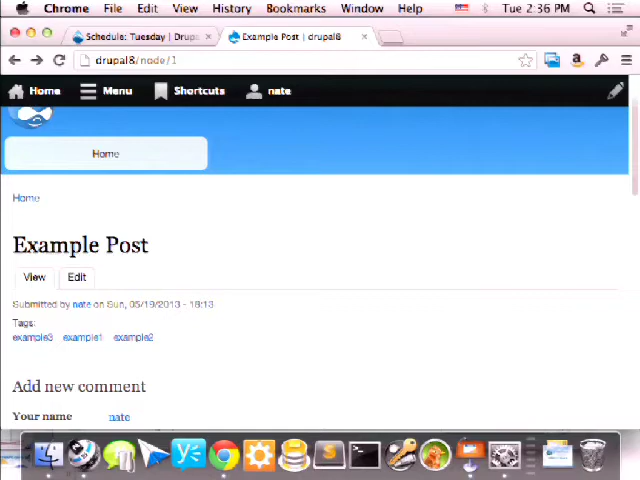 Chrome File Edit View History Bookmarks Window Help Tue 2:36 PM
Schedule: Tuesday | Drup Example Post | drupal8
drupal8/node/1
Home Menu Shortcuts nate
Home
Home
Example Post
View Edit
Submitted by nate on Sun, 05/19/2013 - 18:13
Tags:
example3 example1 example2
Add new comment
Your name nate